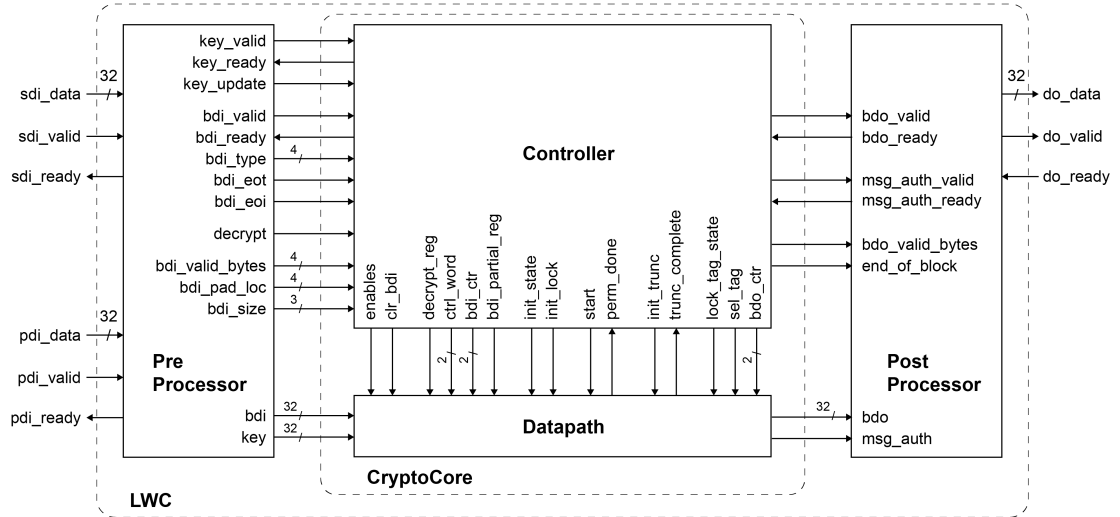 key_valid
key_ready
key_update
32
sdi_data
sdi_valid
sdi_ready
bdi_valid
bdi_ready
bdi_type
4
bdi_eot
bdi_eoi
decrypt
bdi_valid_bytes
4
bdi_pad_loc
4
bdi_size
3
32
pdi_data
pdi_valid
pdi_ready
Pre
Processor
bdi
32
key
32
Controller
enables
clr_bdi
decrypt_reg
ctrl_word
bdi_ctr
bdi_partial_reg
init_state
init_lock
start
perm_done
init_trunc
trunc_complete
lock_tag_state
sel_tag
bdo_ctr
2
2
2
Datapath
CryptoCore
LWC
bdo_valid
bdo_ready
msg_auth_valid
msg_auth_ready
bdo_valid_bytes
end_of_block
Post
Processor
32
bdo
msg_auth
32
do_data
do_valid
do_ready